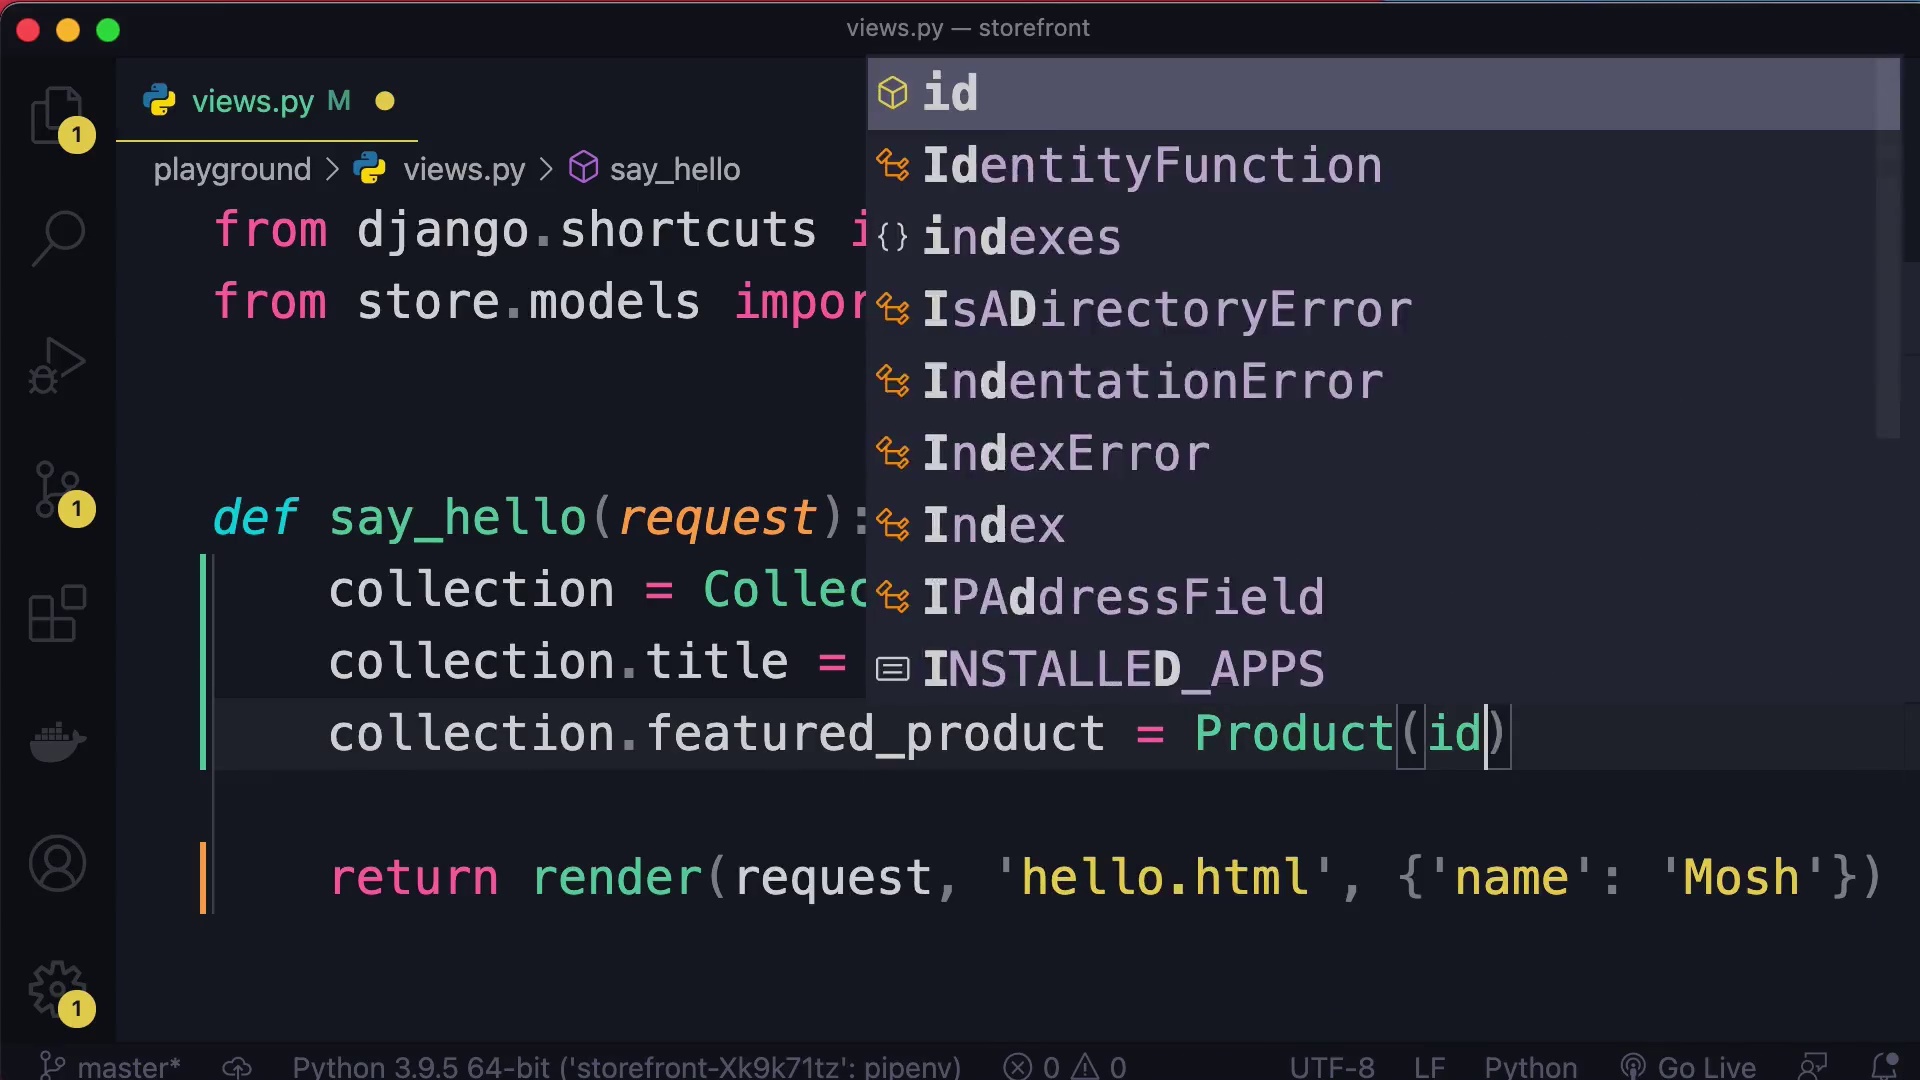 views.py — storefront
views.py M
1
playground > views.py > say_hello
from django.shortcuts i
from store.models impor
id
IdentityFunction
{} indexes
IsADirectoryError
IndentationError
IndexError
Index
IPAddressField
INSTALLED_APPS
1
def say_hello(request):
collection = Collec
collection.title =
collection.featured_product = Product(id)
return render(request, 'hello.html', {'name': 'Mosh'})
1
master* Python 3.9.5 64-bit ('storefront-Xk9k71tz': pipenv) 0 0 UTF-8 LF Python Go Live